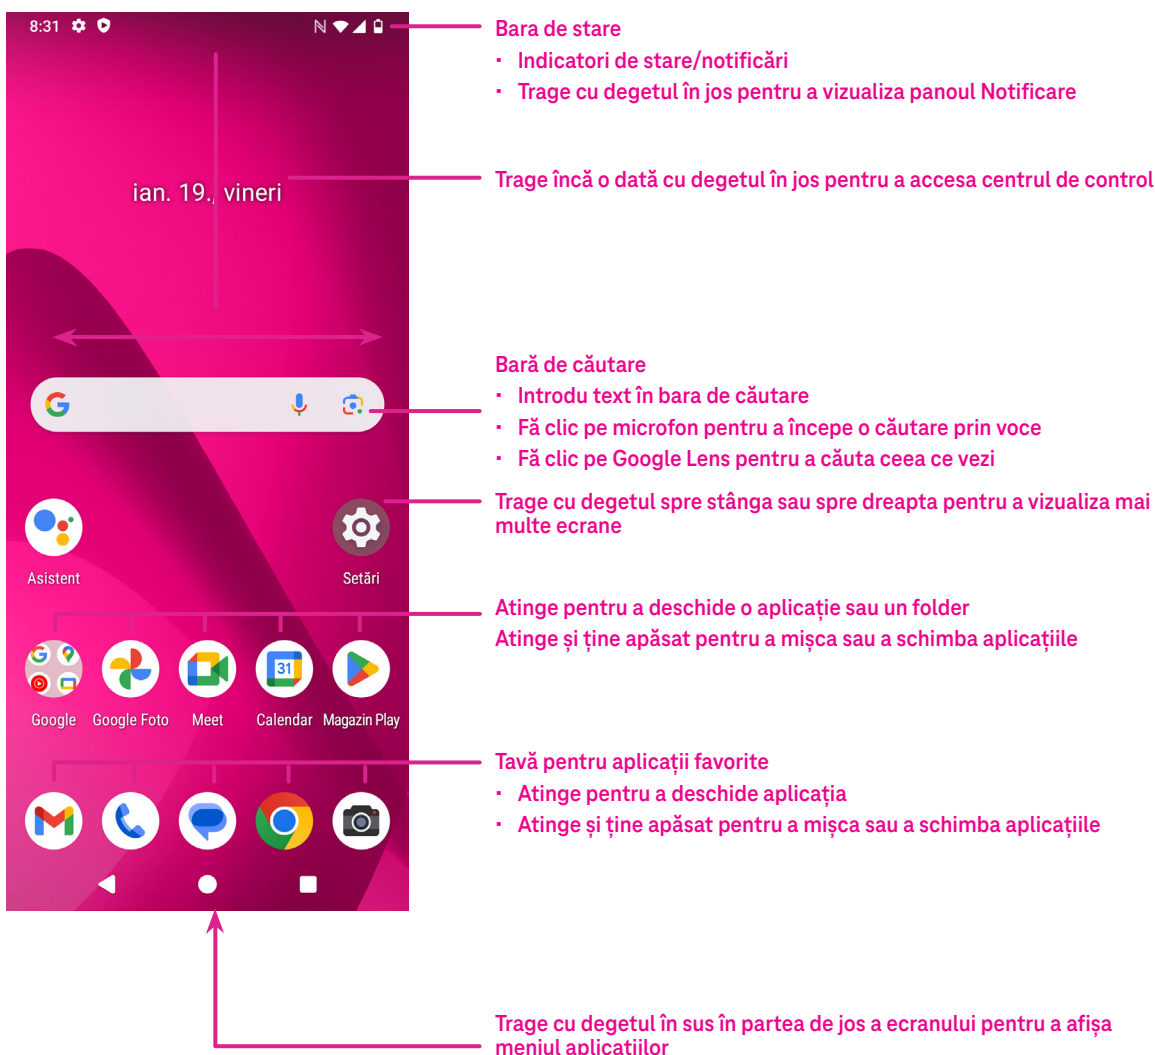 8:31
Bara de stare
· Indicatori de stare/notificări
· Trage cu degetul în jos pentru a vizualiza panoul Notificare
ian. 19., vineri
Trage încă o dată cu degetul în jos pentru a accesa centrul de control
Bară de căutare
· Introdu text în bara de căutare
· Fă clic pe microfon pentru a începe o căutare prin voce
· Fă clic pe Google Lens pentru a căuta ceea ce vezi
Trage cu degetul spre stânga sau spre dreapta pentru a vizualiza mai
multe ecrane
Asistent Setări
Atinge pentru a deschide o aplicație sau un folder
Atinge și ține apăsat pentru a mișca sau a schimba aplicațiile
31
Google Google Foto Meet Calendar Magazin Play
Tavă pentru aplicații favorite
· Atinge pentru a deschide aplicația
· Atinge și ține apăsat pentru a mișca sau a schimba aplicațiile
Trage cu degetul în sus în partea de jos a ecranului pentru a afișa
meniul aplicațiilor